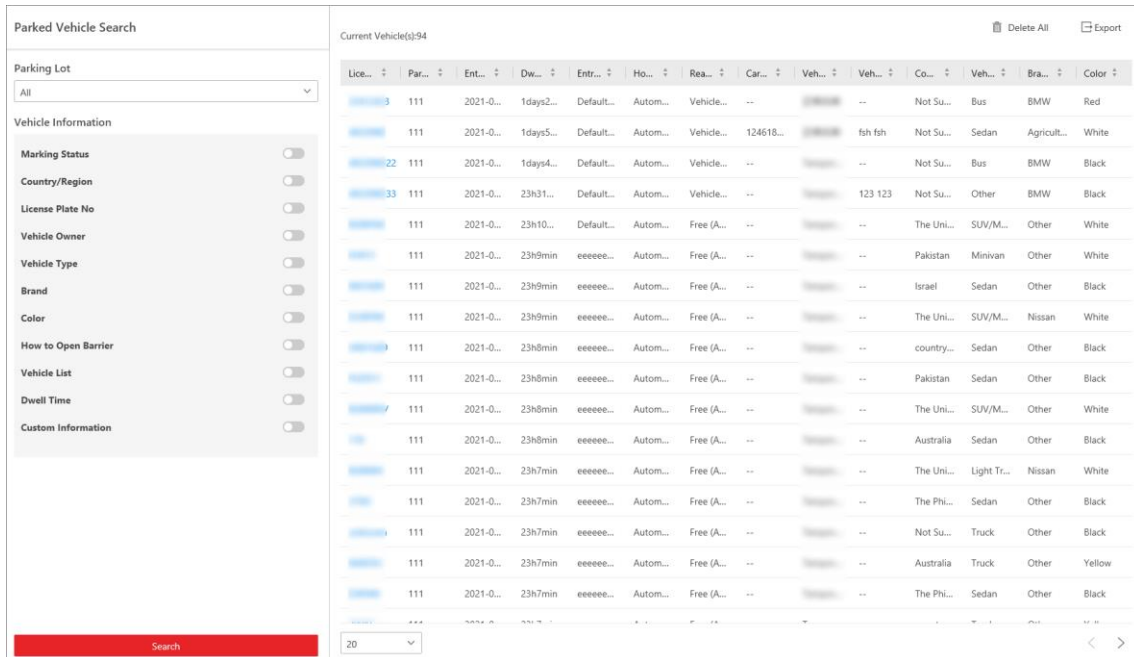 Parked Vehicle Search
Parking Lot
All
Vehicle Information
Marking Status
Country/Region
License Plate No
Vehicle Owner
Vehicle Type
Brand
Color
How to Open Barrier
Vehicle List
Dwell Time
Custom Information
Search
Current Vehicle(s):94
Delete All
Export
Lice... Par... Ent... Dw... Entr... Ho... Rea... Car... Veh... Veh... Co... Veh... Bra... Color
3 111 2021-0... 1days2... Default... Autom... Vehicle... -- -- Not Su... Bus BMW Red
111 2021-0... 1days5... Default... Autom... Vehicle... 124618... fsh fsh Not Su... Sedan Agricult... White
22 111 2021-0... 1days4... Default... Autom... Vehicle... -- -- Not Su... Bus BMW Black
33 111 2021-0... 23h31... Default... Autom... Vehicle... -- 123 123 Not Su... Other BMW Black
111 2021-0... 23h10... Default... Autom... Free (A... -- -- The Uni... SUV/M... Other White
111 2021-0... 23h9min eeeeee... Autom... Free (A... -- -- Pakistan Minivan Other White
111 2021-0... 23h9min eeeeee... Autom... Free (A... -- -- Israel Sedan Other Black
111 2021-0... 23h9min eeeeee... Autom... Free (A... -- -- The Uni... SUV/M... Nissan White
111 2021-0... 23h8min eeeeee... Autom... Free (A... -- -- country... Sedan Other Black
111 2021-0... 23h8min eeeeee... Autom... Free (A... -- -- Pakistan Sedan Other Black
111 2021-0... 23h8min eeeeee... Autom... Free (A... -- -- The Uni... SUV/M... Other White
111 2021-0... 23h8min eeeeee... Autom... Free (A... -- -- Australia Sedan Other Black
111 2021-0... 23h7min eeeeee... Autom... Free (A... -- -- The Uni... Light Tr... Nissan White
111 2021-0... 23h7min eeeeee... Autom... Free (A... -- -- The Phi... Sedan Other Black
111 2021-0... 23h7min eeeeee... Autom... Free (A... -- -- Not Su... Truck Other Black
111 2021-0... 23h7min eeeeee... Autom... Free (A... -- -- Australia Truck Other Yellow
111 2021-0... 23h7min eeeeee... Autom... Free (A... -- -- The Phi... Sedan Other Black
20